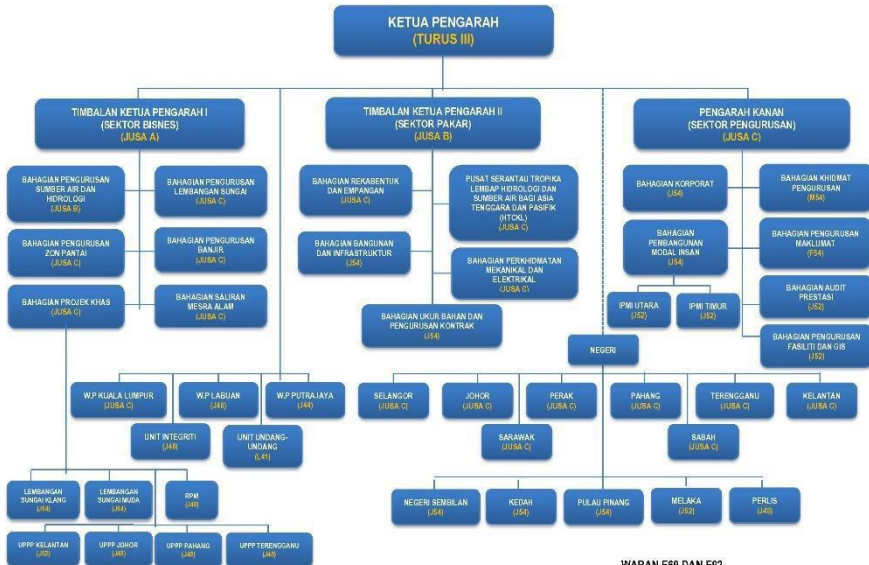 KETUA PENGARAH
(TURUS III)
TIMBALAN KETUA PENGARAH I
(SEKTOR BISNES)
(JUSA A)
TIMBALAN KETUA PENGARAH II
(SEKTOR PAKAR)
(JUSA B)
PENGARAH KANAN
(SEKTOR PENGURUSAN)
(JUSA C)
BAHAGIAN PENGURUSAN
SUMBER AIR DAN
HIDROLOGI
(JUSA B)
BAHAGIAN PENGURUSAN
LEMBANGAN SUNGAI
(JUSA C)
BAHAGIAN PENGURUSAN
ZON PANTAI
(JUSA C)
BAHAGIAN PENGURUSAN
BANJIR
(JUSA C)
BAHAGIAN PROJEK KHAS
(JUSA C)
BAHAGIAN SALIRAN
MESRA ALAM
(JUSA C)
BAHAGIAN REKABENTUK
DAN EMPANGAN
(JUSA C)
PUSAT SERANTAU TROPIKA
LEMBAP HIDROLOGI DAN
SUMBER AIR BAGI ASIA
TENGGARA DAN PASIFIK
(HTCKL)
(JUSA C)
BAHAGIAN BANGUNAN
DAN INFRASTRUKTUR
(J54)
BAHAGIAN PERKHIDMATAN
MEKANIKAL DAN
ELEKTRIKAL
(JUSA C)
BAHAGIAN UKUR BAHAN DAN
PENGURUSAN KONTRAK
(J54)
BAHAGIAN KORPORAT
(J54)
BAHAGIAN KHIDMAT
PENGURUSAN
(M54)
BAHAGIAN
PEMBANGUNAN
MODAL INSAN
(J54)
BAHAGIAN PENGURUSAN
MAKLUMAT
(F54)
IPMI UTARA
(J52)
IPMI TIMUR
(J52)
BAHAGIAN AUDIT
PRESTASI
(J52)
BAHAGIAN PENGURUSAN
FASILITI DAN GIS
(J52)
NEGERI
W.P KUALA LUMPUR
(JUSA C)
W.P LABUAN
(J48)
W.P PUTRAJAYA
(J44)
UNIT INTEGRITI
UNIT UNDANG-
UNDANG
(L41)
SELANGOR
(JUSA C)
JOHOR
(JUSA C)
PERAK
(JUSA C)
PAHANG
(JUSA C)
TERENGGANU
(JUSA C)
KELANTAN
(JUSA C)
SARAWAK
(JUSA C)
SABAH
(JUSA C)
LEMBANGAN
SUNGAI KLANG
(J54)
LEMBANGAN
SUNGAI MUDA
(J54)
RPM
NEGERI SEMBILAN
(J54)
KEDAH
(J54)
PULAU PINANG
(J54)
MELAKA
(J52)
PERLIS
UPPP KELANTAN
(J52)
UPPP JOHOR
UPPP PAHANG
UPPP TERENGGANU